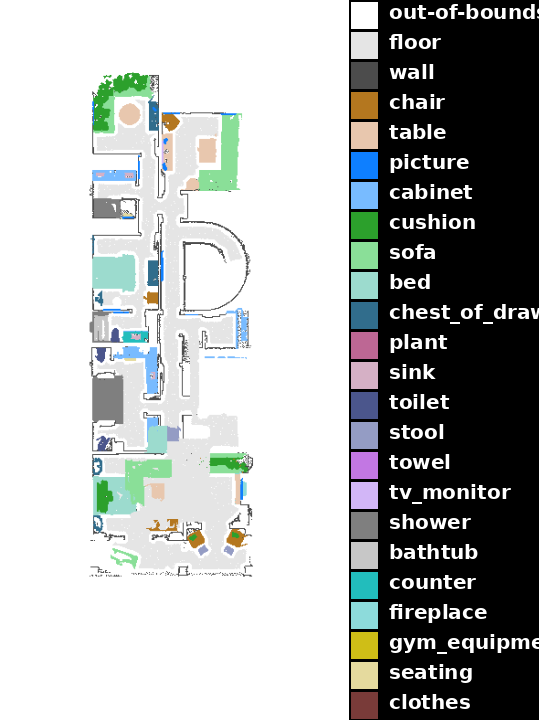 out-of-bounds
floor
wall
chair
table
picture
cabinet
cushion
sofa
bed
chest_of_draw
plant
sink
toilet
stool
towel
tv_monitor
shower
bathtub
counter
fireplace
gym_equipme
seating
clothes